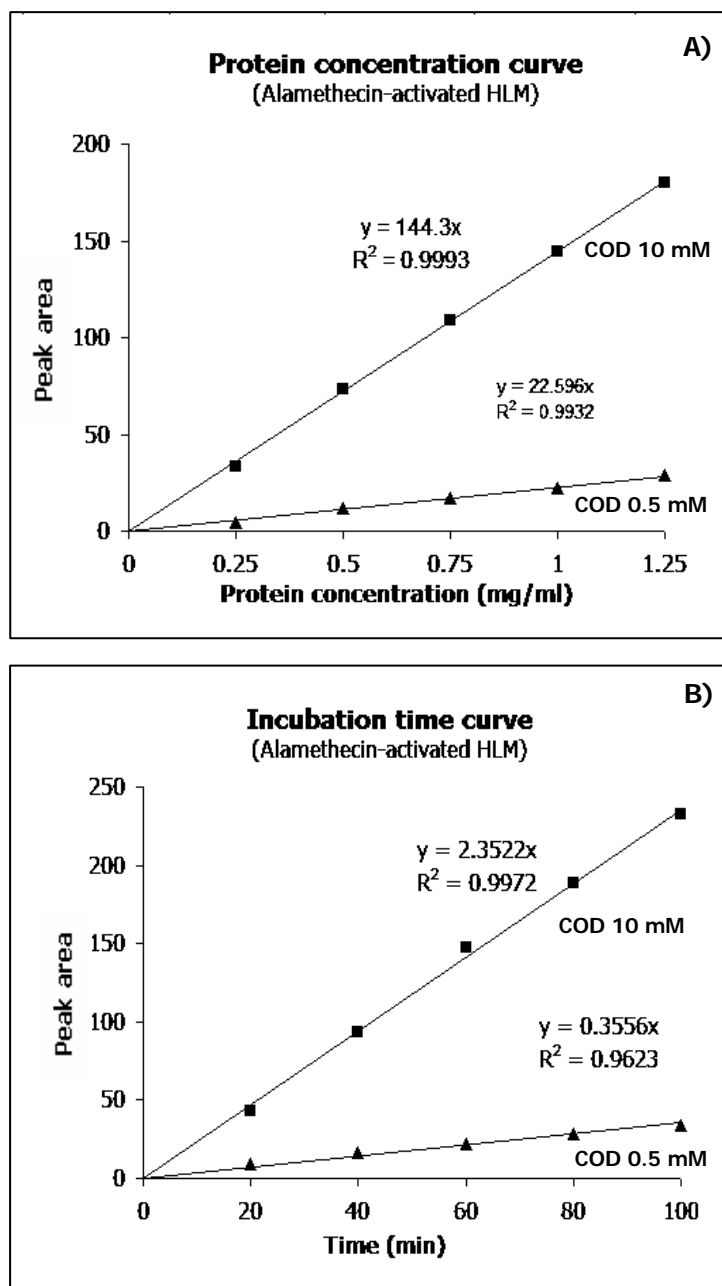 A)
Protein concentration curve
(Alamethecin-activated HLM)
200
150
100
50
0
Peak area
y = 144.3x
R² = 0.9993
COD 10 mM
y = 22.596x
R² = 0.9932
COD 0.5 mM
0 0.25 0.5 0.75 1 1.25
Protein concentration (mg/ml)
B)
Incubation time curve
(Alamethecin-activated HLM)
250
200
150
100
50
0
Peak area
y = 2.3522x
R² = 0.9972
COD 10 mM
y = 0.3556x
R² = 0.9623
COD 0.5 mM
0 20 40 60 80 100
Time (min)